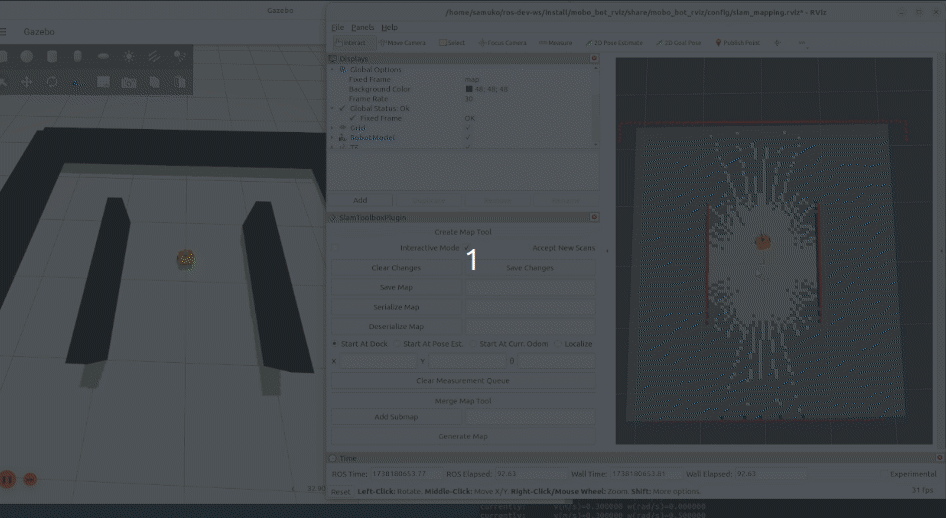 Gazebo
Gazebo
/home/samuko/ros-dev-ws/install/mobo_bot_rviz/share/mobo_bot_rviz/config/slam_mapping.rviz* - RViz
File Panels Help
Interact Move Camera Select Focus Camera Measure 2D Pose Estimate 2D Goal Pose Publish Point
Displays
Global Options
Fixed Frame map
Background Color 48; 48; 48
Frame Rate 30
Global Status: Ok
Fixed Frame OK
Grid
RobotModel
TF
Add
SlamToolboxPlugin
Create Map Tool
Interactive Mode Accept New Scans
1
Clear Changes Save Changes
Save Map
Serialize Map
Deserialize Map
Start At Dock Start At Pose Est. Start At Curr. Odom Localize
X Y θ
Clear Measurement Queue
Merge Map Tool
Add Submap
Generate Map
Time
ROS Time: 1738180653.77 ROS Elapsed: 92.63 Wall Time: 1738180653.81 Wall Elapsed: 92.63 Experimental
Reset Left-Click: Rotate. Middle-Click: Move X/Y. Right-Click/Mouse Wheel: Zoom. Shift: More options. 31 fps